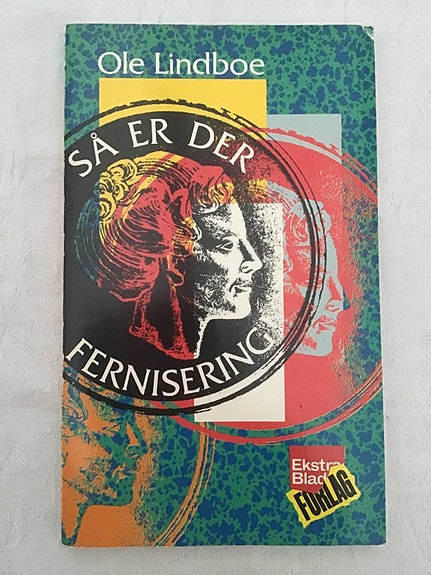 Ole Lindboe
SÅ ER DER
FERNISERING
Ekstra
Blad
FORLAG